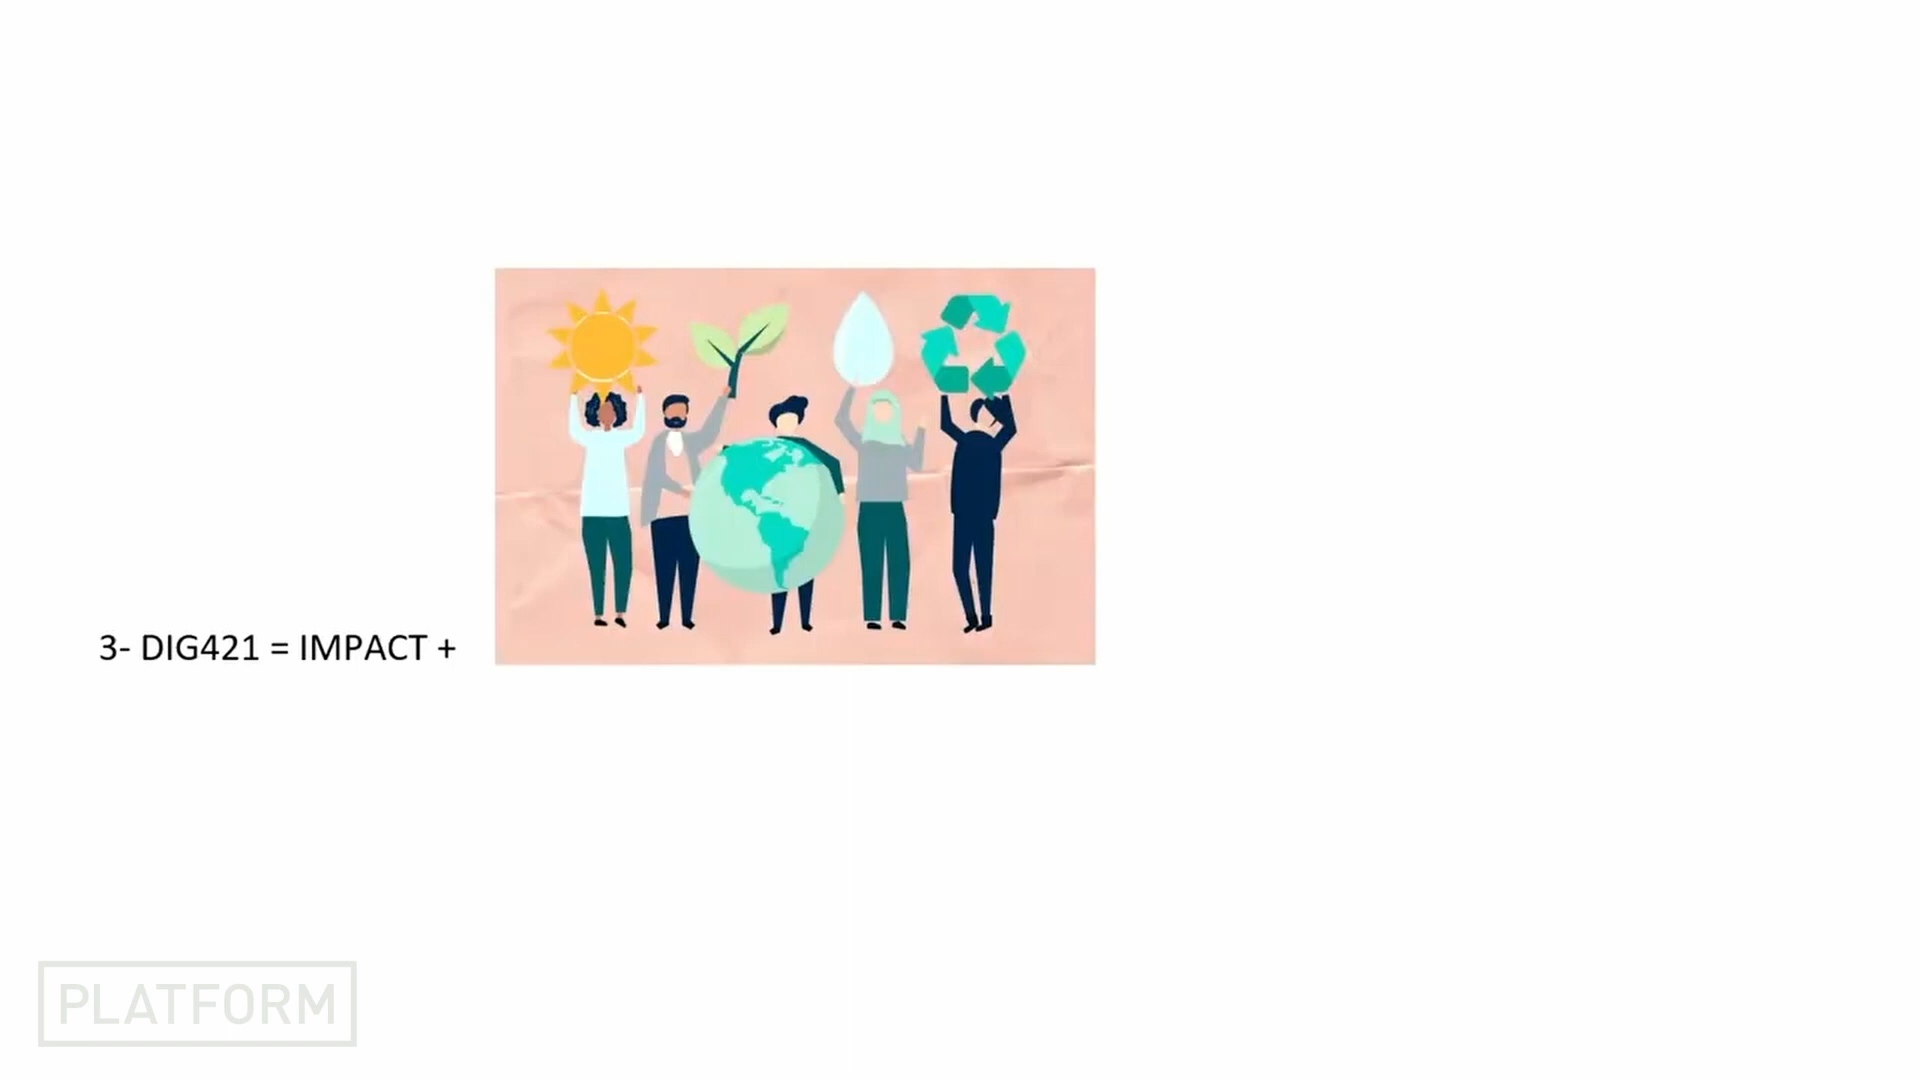 3- DIG421 = IMPACT +
PLATFORM